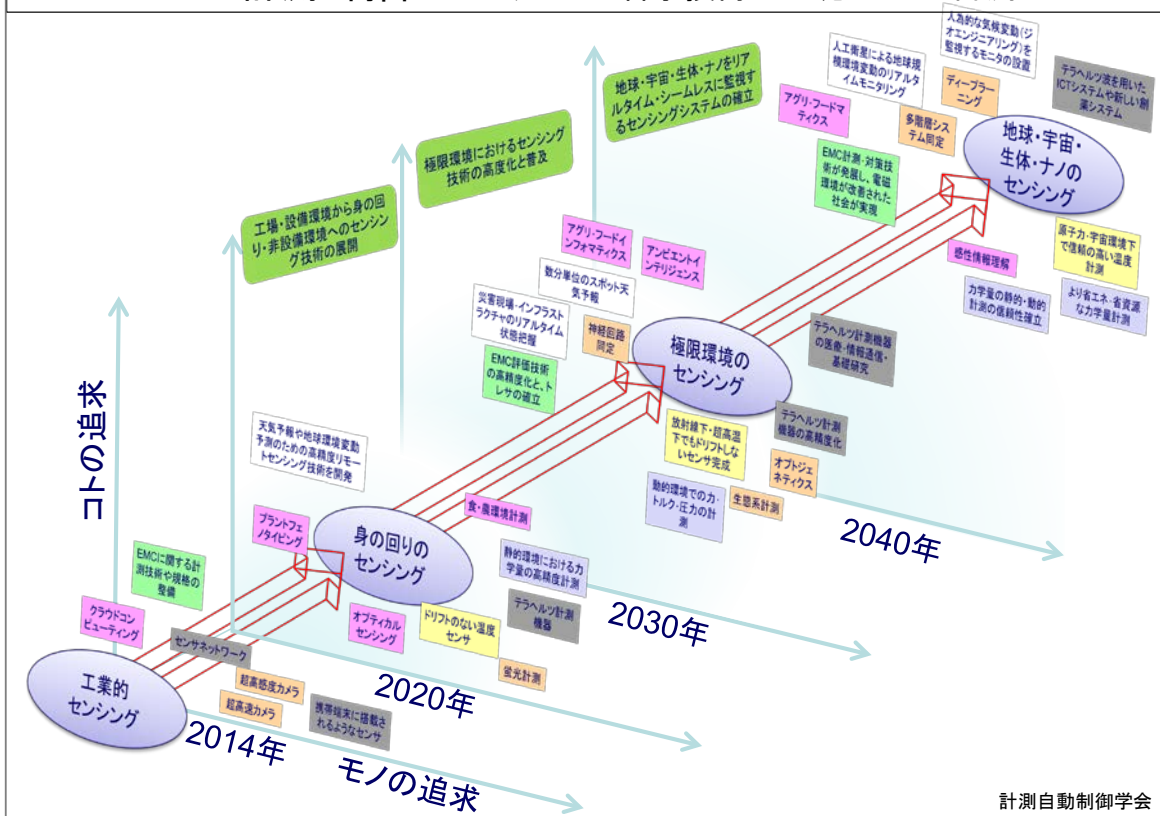 人為的な気候変動(ジ
オエンジニアリング)を
監視するモニタの設置
人工衛星による地球規
模環境変動のリアルタ
イムモニタリング
テラヘルツ波を用いた
ICTシステムや新しい創
薬システム
ディープラー
ニング
地球・宇宙・生体・ナノをリア
ルタイム・シームレスに監視す
るセンシングシステムの確立
アグリ・フードマ
ティクス
多階層シス
テム同定
地球・宇宙・
生体・ナノの
センシング
極限環境におけるセンシング
技術の高度化と普及
EMC計測・対策技
術が発展し、電磁
環境が改善された
社会が実現
工場・設備環境から身の回
り・非設備環境へのセンシン
グ技術の展開
アグリ・フードイ
ンフォマティクス
アンビエントイ
ンテリジェンス
感性情報理解
原子力・宇宙環境下
で信頼の高い温度
計測
数分単位のスポット天
気予報
力学量の静的・動的
計測の信頼性確立
より省エネ・省資源
な力学量計測
災害現場・インフラスト
ラクチャのリアルタイム
状態把握
神経回路
同定
極限環境の
センシング
テラヘルツ計測機器
の医療・情報通信・
基礎研究
EMC評価技術
の高精度化と、ト
レサの確立
コトの追求
天気予報や地球環境変動
予測のための高精度リモー
トセンシング技術を開発
放射線下・超高温
下でもドリフトしな
いセンサ完成
テラヘルツ計測
機器の高精度化
オプトジェ
ネティクス
動的環境での力・
トルク・圧力の計
測
生態系計測
2040年
プラントフェ
ノタイピング
食・農環境計測
身の回りの
センシング
EMCに関する計
測技術や規格の
整備
静的環境における力
学量の高精度計測
テラヘルツ計測
機器
2030年
クラウドコン
ピューティング
オプティカル
センシング
ドリフトのない温度
センサ
センサネットワーク
蛍光計測
工業的
センシング
超高感度カメラ
超高速カメラ
携帯端末に搭載さ
れるようなセンサ
2020年
2014年
モノの追求
計測自動制御学会